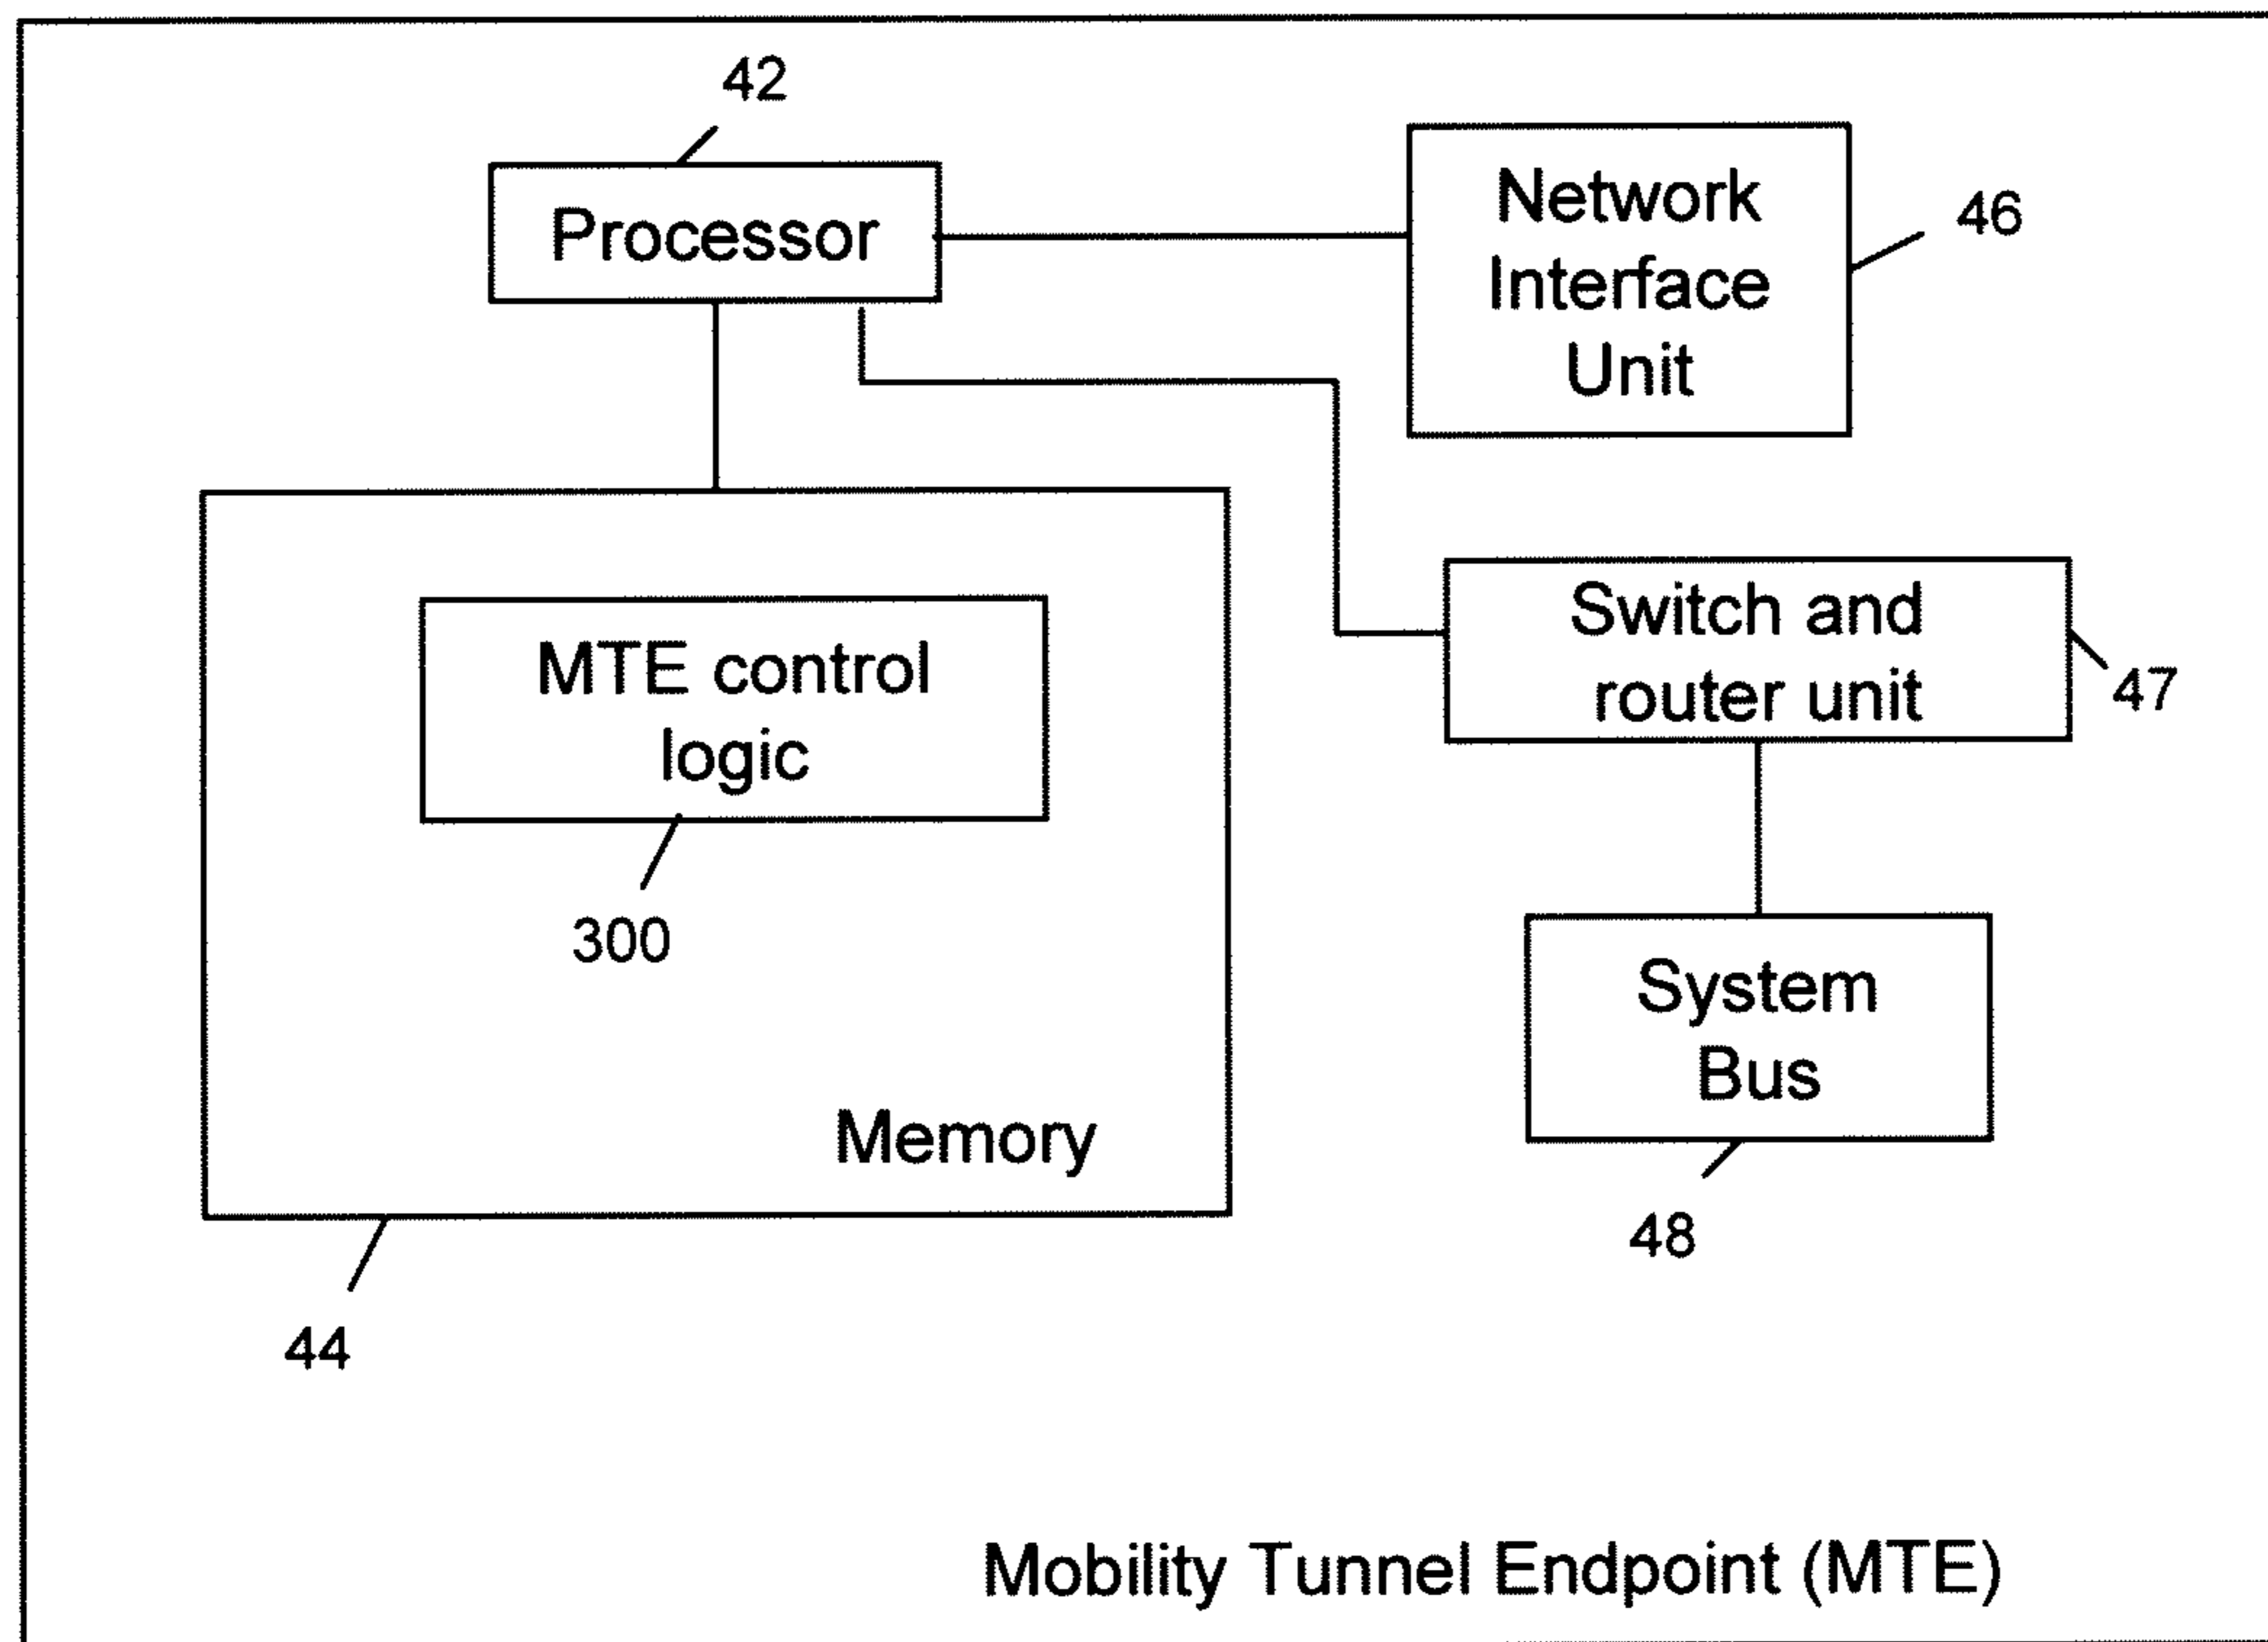 42
Processor
Network
Interface
Unit
46
MTE control
logic
300
Memory
44
Switch and
router unit
47
System
Bus
48
Mobility Tunnel Endpoint (MTE)